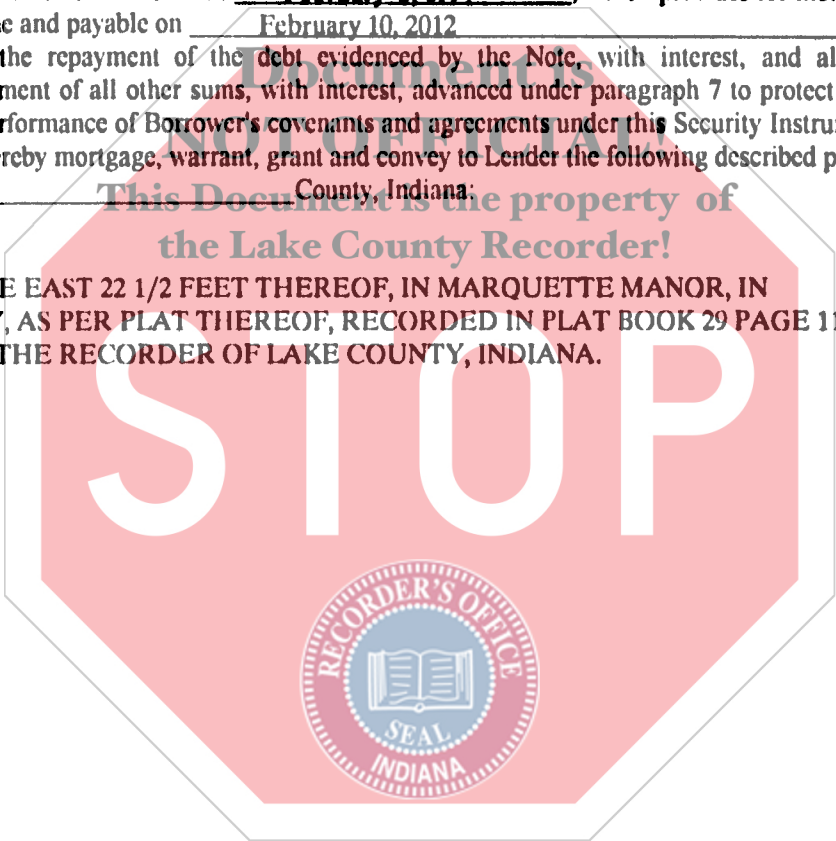 e and payable on February 10, 2012
the repayment of the debt evidenced by the Note, with interest, and al
ment of all other sums, with interest, advanced under paragraph 7 to protect
rformance of Borrower's covenants and agreements under this Security Instru
reby mortgage, warrant, grant and convey to Lender the following described p
County, Indiana:
Document is
NOT OFFICIAL!
This Document is the property of
the Lake County Recorder!
E EAST 22 1/2 FEET THEREOF, IN MARQUETTE MANOR, IN
, AS PER PLAT THEREOF, RECORDED IN PLAT BOOK 29 PAGE 11
THE RECORDER OF LAKE COUNTY, INDIANA.
STOP
RECORDER'S OFFICE
SEAL
INDIANA